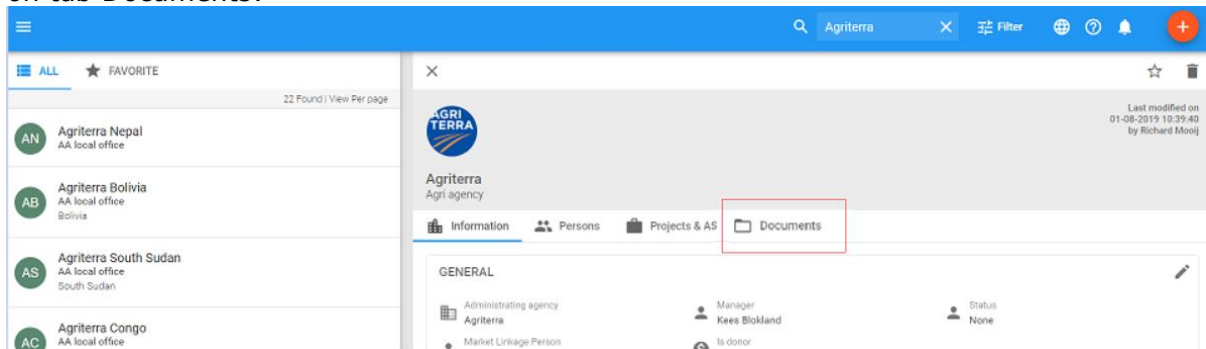 on tab Documents.
Agriterra
Filter
ALL
FAVORITE
22 Found | View Per page
AN
Agriterra Nepal
AA local office
AB
Agriterra Bolivia
AA local office
Bolivia
AS
Agriterra South Sudan
AA local office
South Sudan
AC
Agriterra Congo
AA local office
AGRI
TERRA
Last modified on
01-08-2019 10:39:40
by Richard Mooij
Agriterra
Agri agency
Information
Persons
Projects & AS
Documents
GENERAL
Administrating agency
Agriterra
Manager
Kees Blokland
Status
None
Market Linkage Person
Is donor